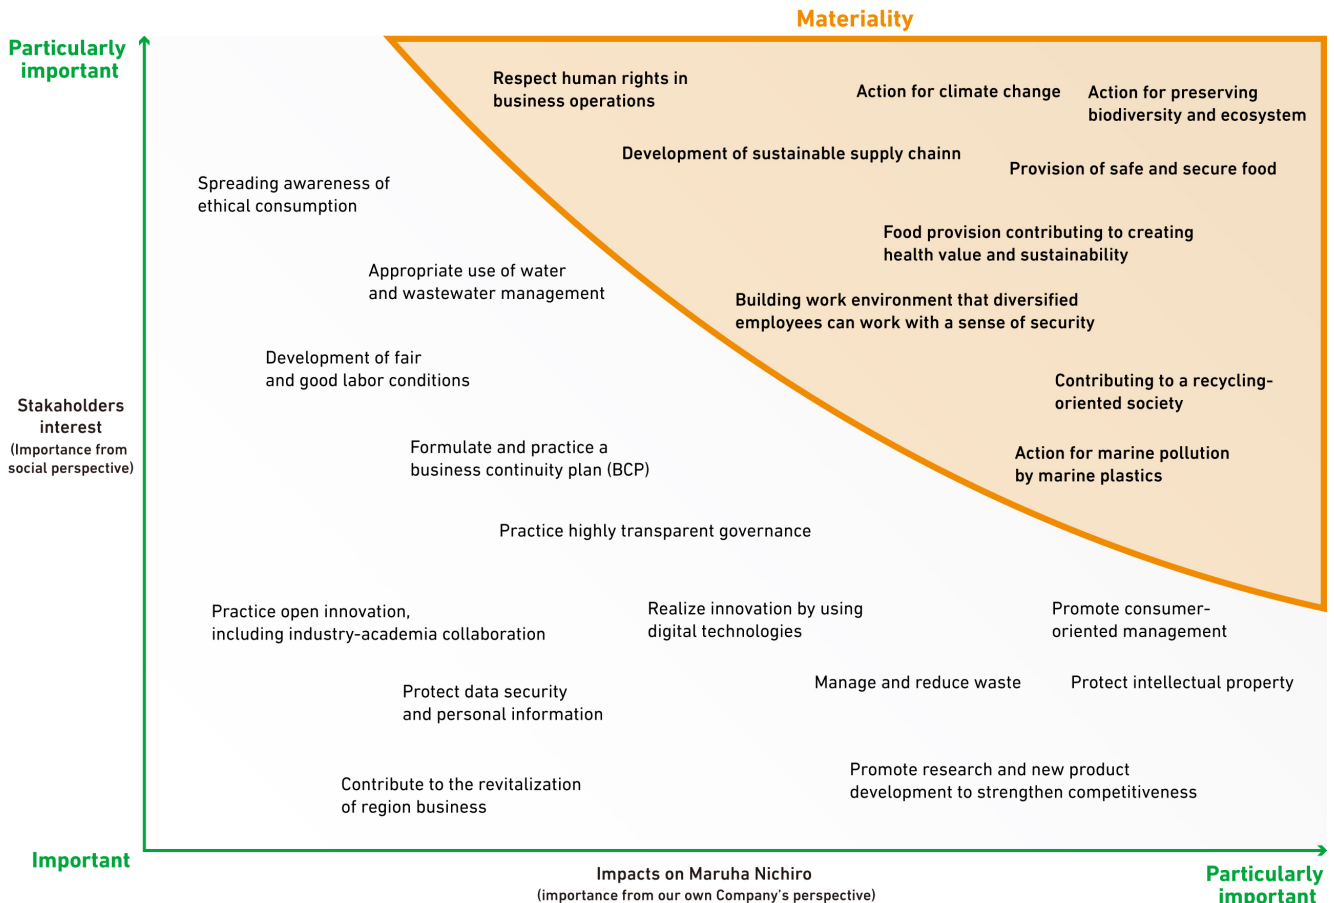 Materiality
Particularly
important
Respect human rights in
business operations
Action for climate change
Action for preserving
biodiversity and ecosystem
Development of sustainable supply chainn
Provision of safe and secure food
Spreading awareness of
ethical consumption
Food provision contributing to creating
health value and sustainability
Appropriate use of water
and wastewater management
Building work environment that diversified
employees can work with a sense of security
Development of fair
and good labor conditions
Contributing to a recycling-
oriented society
Stakaholders
interest
(Importance from
social perspective)
Formulate and practice a
business continuity plan (BCP)
Action for marine pollution
by marine plastics
Practice highly transparent governance
Practice open innovation,
including industry-academia collaboration
Realize innovation by using
digital technologies
Promote consumer-
oriented management
Protect data security
and personal information
Manage and reduce waste
Protect intellectual property
Contribute to the revitalization
of region business
Promote research and new product
development to strengthen competitiveness
Important
Impacts on Maruha Nichiro
(importance from our own Company's perspective)
Particularly
important